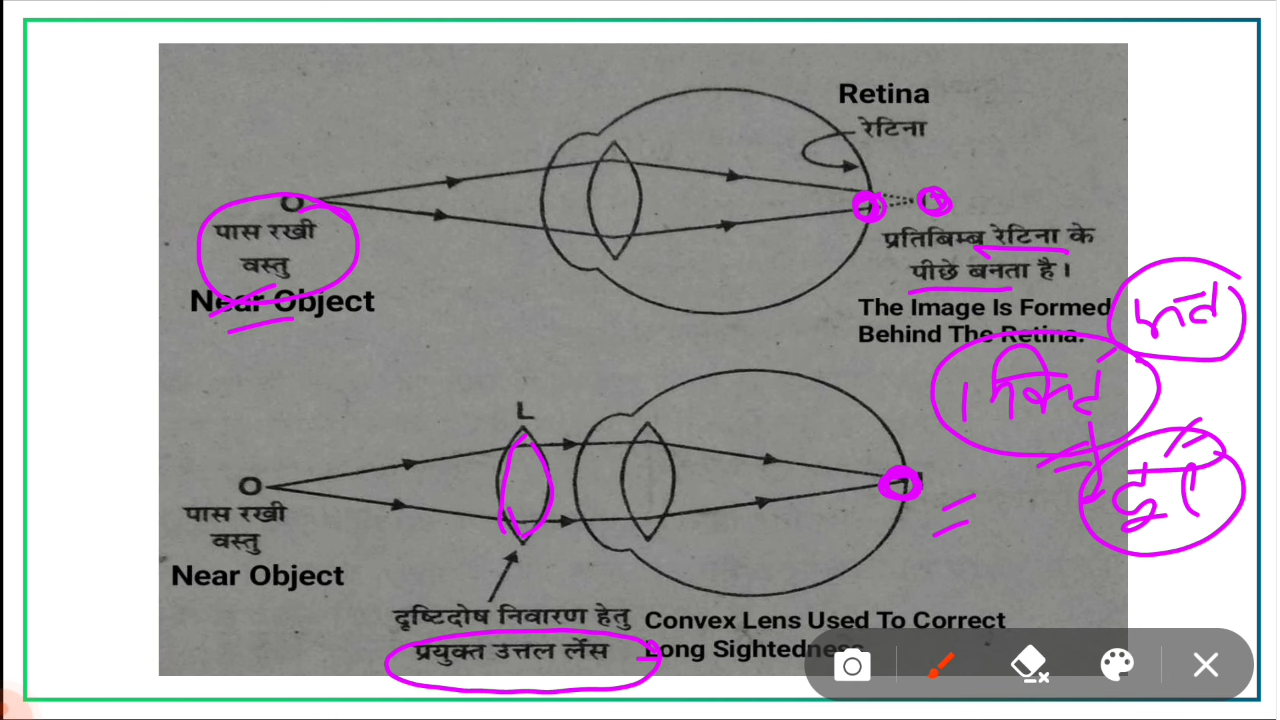 Retina
रेटिना
O
पास रखी
वस्तु
Near Object
प्रतिबिम्ब रेटिना के
पीछे बनता है।
The Image Is Formed
Behind The Retina.
L
O
पास रखी
वस्तु
Near Object
दृष्टिदोष निवारण हेतु
प्रयुक्त उत्तल लेंस
Convex Lens Used To Correct
Long Sightedness